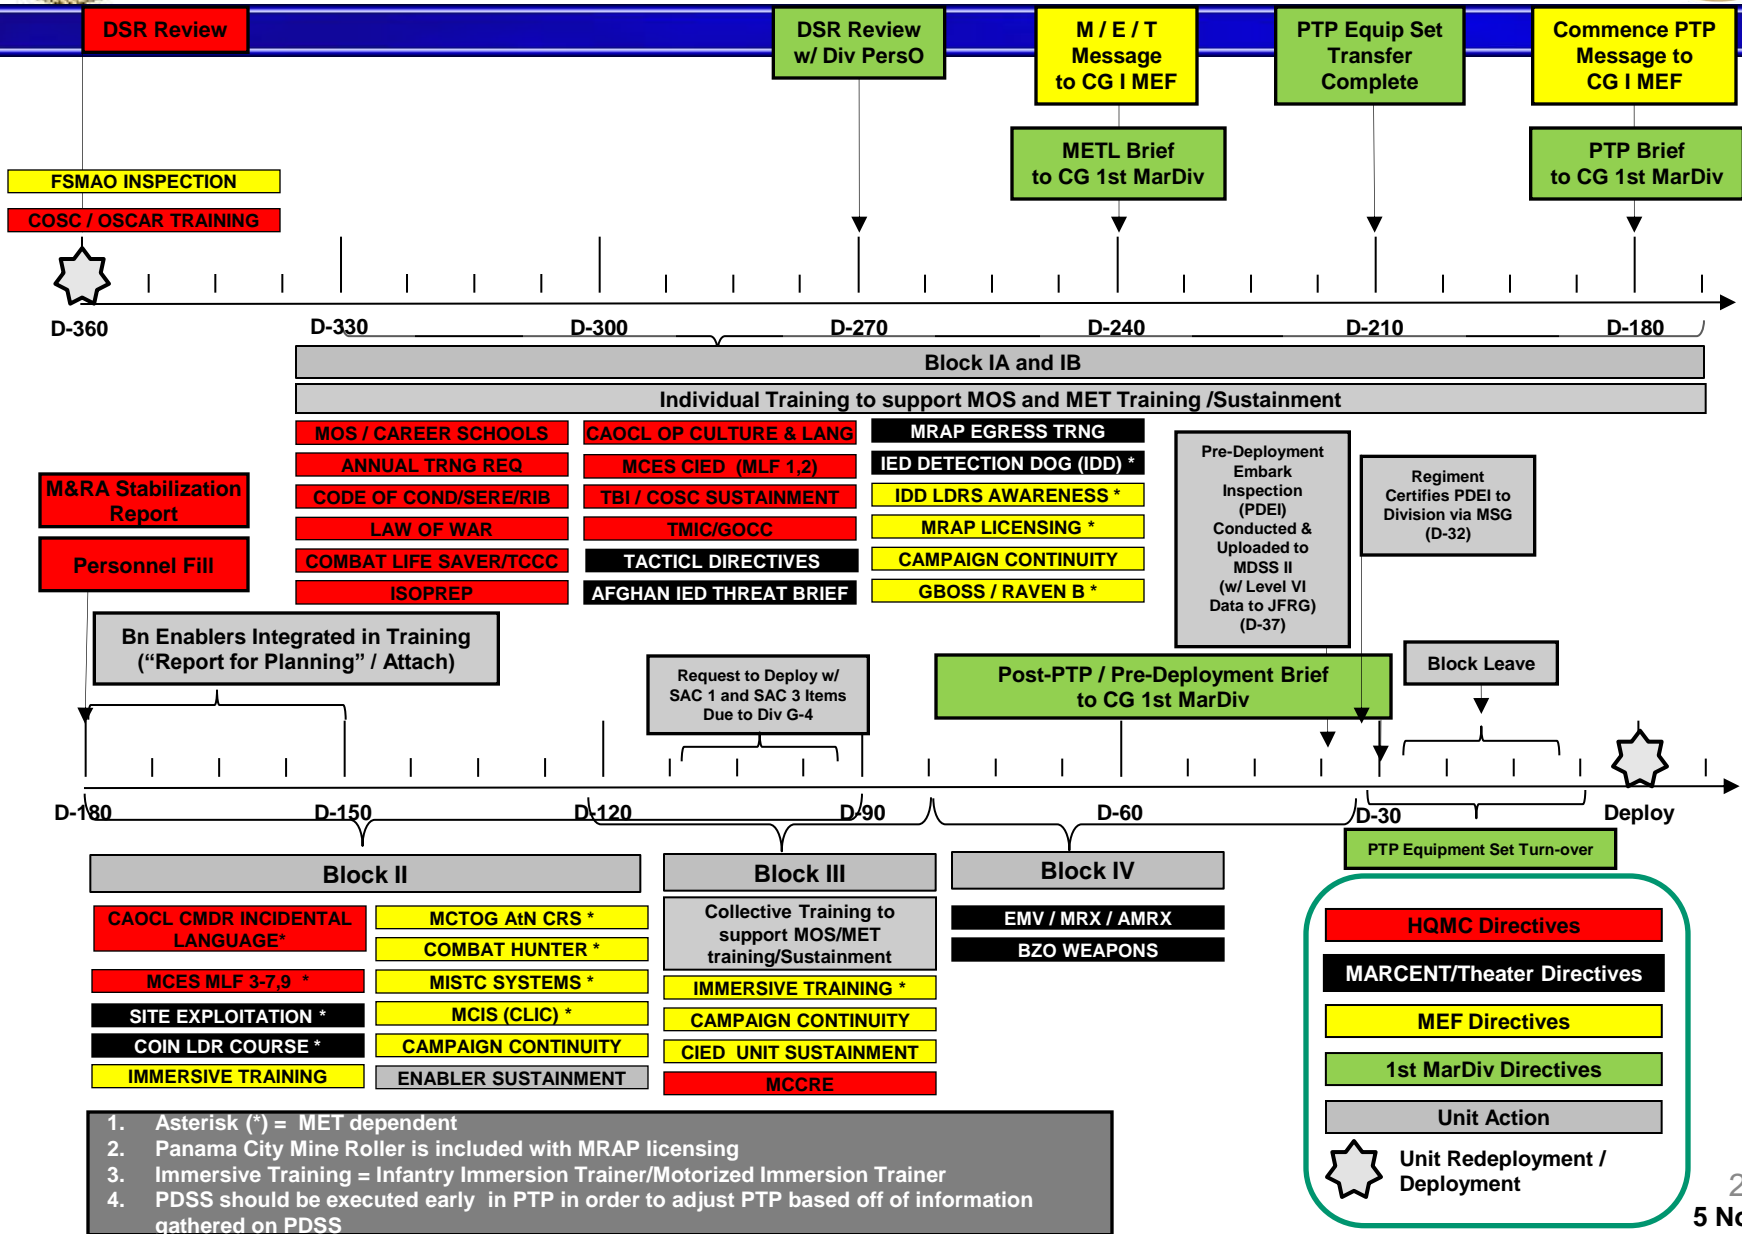 DSR Review
DSR Review
w/ Div PersO
M / E / T
Message
to CG I MEF
PTP Equip Set
Transfer
Complete
Commence PTP
Message to
CG I MEF
METL Brief
to CG 1st MarDiv
PTP Brief
to CG 1st MarDiv
FSMAO INSPECTION
COSC / OSCAR TRAINING
D-360
D-330
D-300
D-270
D-240
D-210
D-180
Block IA and IB
Individual Training to support MOS and MET Training /Sustainment
MOS / CAREER SCHOOLS
ANNUAL TRNG REQ
CODE OF COND/SERE/RIB
LAW OF WAR
COMBAT LIFE SAVER/TCCC
ISOPREP
CAOCL OP CULTURE & LANG
MCES CIED (MLF 1,2)
TBI / COSC SUSTAINMENT
TMIC/GOCC
TACTICL DIRECTIVES
AFGHAN IED THREAT BRIEF
MRAP EGRESS TRNG
IED DETECTION DOG (IDD) *
IDD LDRS AWARENESS *
MRAP LICENSING *
CAMPAIGN CONTINUITY
GBOSS / RAVEN B *
Pre-Deployment
Embark
Inspection
(PDEI)
Conducted &
Uploaded to
MDSS II
(w/ Level VI
Data to JFRG)
(D-37)
Regiment
Certifies PDEI to
Division via MSG
(D-32)
M&RA Stabilization
Report
Personnel Fill
Bn Enablers Integrated in Training
(“Report for Planning” / Attach)
Request to Deploy w/
SAC 1 and SAC 3 Items
Due to Div G-4
Post-PTP / Pre-Deployment Brief
to CG 1st MarDiv
Block Leave
D-180
D-150
D-120
D-90
D-60
D-30
Deploy
PTP Equipment Set Turn-over
Block II
CAOCL CMDR INCIDENTAL
LANGUAGE*
MCES MLF 3-7,9 *
SITE EXPLOITATION *
COIN LDR COURSE *
IMMERSIVE TRAINING
MCTOG AtN CRS *
COMBAT HUNTER *
MISTC SYSTEMS *
MCIS (CLIC) *
CAMPAIGN CONTINUITY
ENABLER SUSTAINMENT
Block III
Collective Training to
support MOS/MET
training/Sustainment
IMMERSIVE TRAINING *
CAMPAIGN CONTINUITY
CIED UNIT SUSTAINMENT
MCCRE
Block IV
EMV / MRX / AMRX
BZO WEAPONS
HQMC Directives
MARCENT/Theater Directives
MEF Directives
1st MarDiv Directives
Unit Action
Unit Redeployment /
Deployment
1. Asterisk (*) = MET dependent
2. Panama City Mine Roller is included with MRAP licensing
3. Immersive Training = Infantry Immersion Trainer/Motorized Immersion Trainer
4. PDSS should be executed early in PTP in order to adjust PTP based off of information
gathered on PDSS
2
5 No